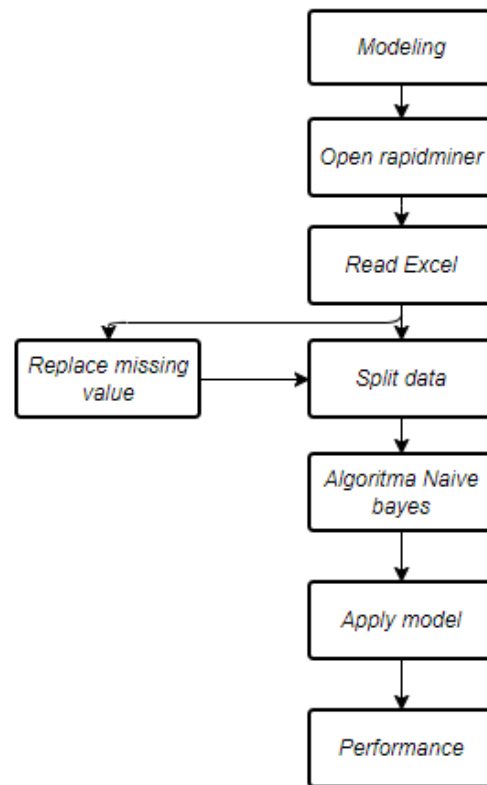 Modeling
Open rapidminer
Read Excel
Replace missing
value
Split data
Algoritma Naive
bayes
Apply model
Performance